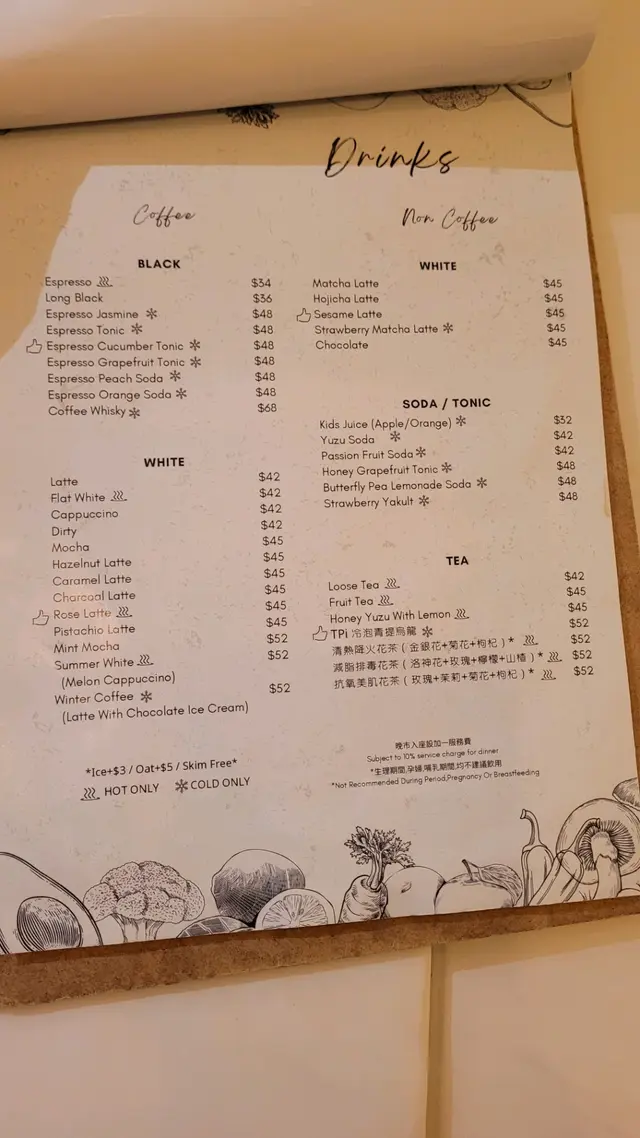 Drinks
Coffee
BLACK
Espresso $34
Long Black $36
Espresso Jasmine $48
Espresso Tonic $48
Espresso Cucumber Tonic $48
Espresso Grapefruit Tonic $48
Espresso Peach Soda $48
Espresso Orange Soda $48
Coffee Whisky $68
WHITE
Latte $42
Flat White $42
Cappuccino $42
Dirty $42
Mocha $45
Hazelnut Latte $45
Caramel Latte $45
Charcoal Latte $45
Rose Latte $45
Pistachio Latte $45
Mint Mocha $52
Summer White $52
(Melon Cappuccino)
Winter Coffee $52
(Latte With Chocolate Ice Cream)
*Ice+$3 / Oat+$5 / Skim Free*
HOT ONLY COLD ONLY
Non Coffee
WHITE
Matcha Latte $45
Hojicha Latte $45
Sesame Latte $45
Strawberry Matcha Latte $45
Chocolate $45
SODA / TONIC
Kids Juice (Apple/Orange) $32
Yuzu Soda $42
Passion Fruit Soda $42
Honey Grapefruit Tonic $48
Butterfly Pea Lemonade Soda $48
Strawberry Yakult $48
TEA
Loose Tea $42
Fruit Tea $45
Honey Yuzu With Lemon $45
TPi 冷泡青提烏龍 $52
清熱降火花茶（金銀花+菊花+枸杞）* $52
減脂排毒花茶（洛神花+玫瑰+檸檬+山楂）* $52
抗氧美肌花茶（玫瑰+茉莉+菊花+枸杞）* $52
晚市入座設加一服務費
Subject to 10% service charge for dinner
*生理期間,孕婦,哺乳期間,均不建議飲用
*Not Recommended During Period,Pregnancy Or Breastfeeding